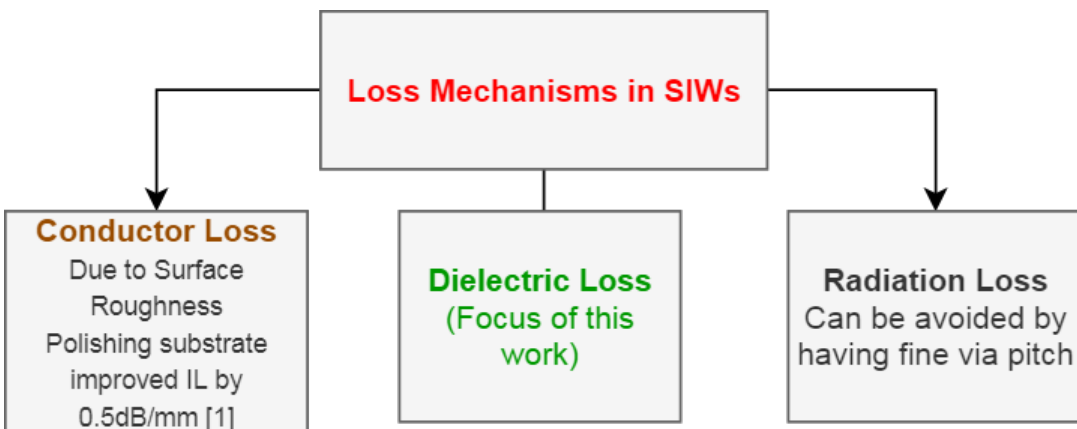 Loss Mechanisms in SIWs
Conductor Loss
Due to Surface
Roughness
Polishing substrate
improved IL by
0.5dB/mm [1]
Dielectric Loss
(Focus of this
work)
Radiation Loss
Can be avoided by
having fine via pitch